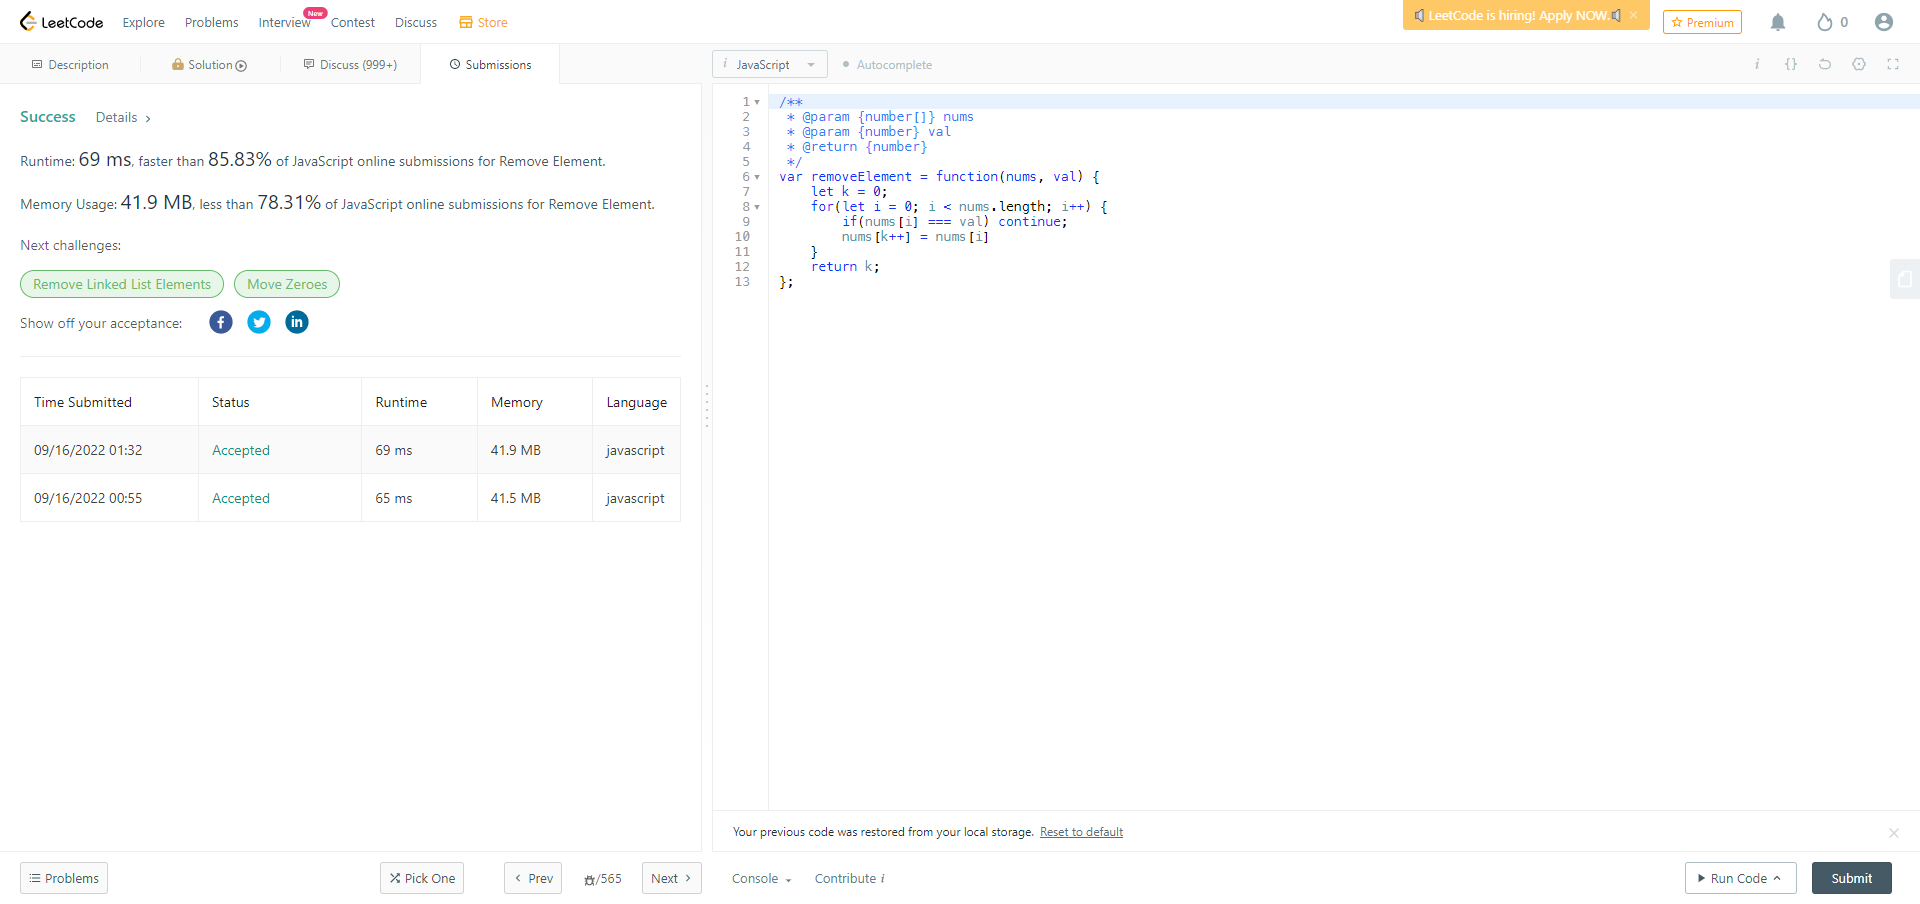 LeetCode Explore Problems Interview New Contest Discuss Store LeetCode is hiring! Apply NOW. × Premium 0
Description Solution Discuss (999+) Submissions
i JavaScript Autocomplete i {}
Success Details >
Runtime: 69 ms, faster than 85.83% of JavaScript online submissions for Remove Element.
Memory Usage: 41.9 MB, less than 78.31% of JavaScript online submissions for Remove Element.
Next challenges:
Remove Linked List Elements Move Zeroes
Show off your acceptance:
Time Submitted Status Runtime Memory Language
09/16/2022 01:32 Accepted 69 ms 41.9 MB javascript
09/16/2022 00:55 Accepted 65 ms 41.5 MB javascript
1 /**
2 * @param {number[]} nums
3 * @param {number} val
4 * @return {number}
5 */
6 var removeElement = function(nums, val) {
7 let k = 0;
8 for(let i = 0; i < nums.length; i++) {
9 if(nums[i] === val) continue;
10 nums[k++] = nums[i]
11 }
12 return k;
13 };
Your previous code was restored from your local storage. Reset to default ×
Problems Pick One < Prev /565 Next > Console Contribute i Run Code Submit